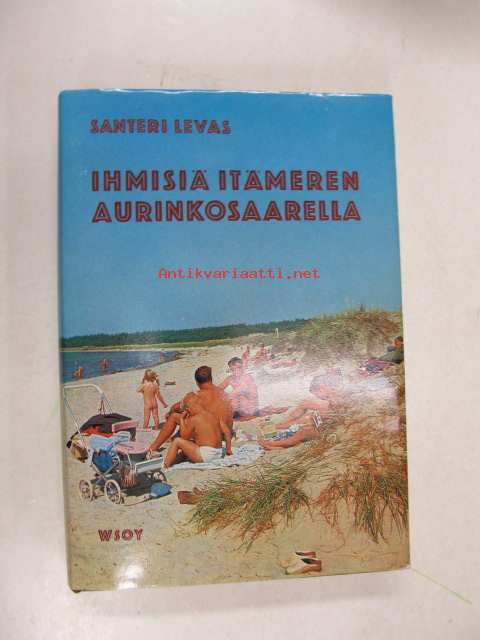 SANTERI LEVAS
IHMISIÄ ITÄMEREN
AURINKOSAARELLA
Antikvariaatti.net
WSOY